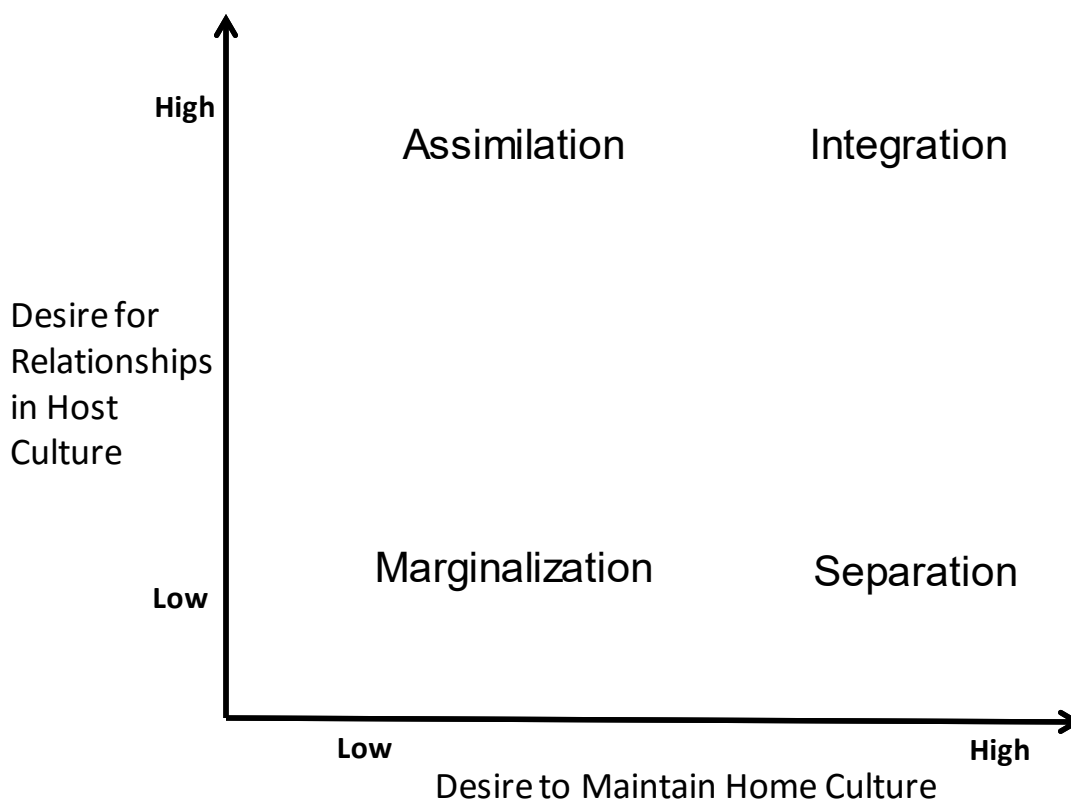 High
Assimilation
Integration
Desire for
Relationships
in Host
Culture
Marginalization
Separation
Low
Low
High
Desire to Maintain Home Culture